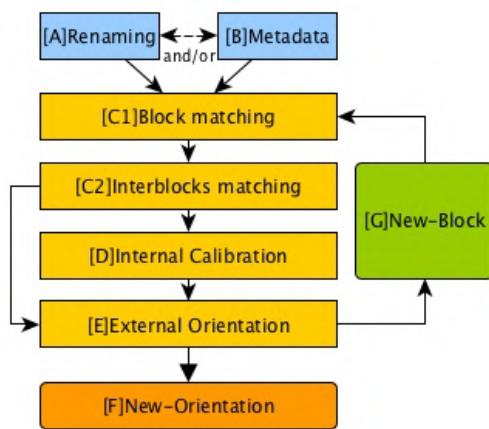 [A]Renaming
[B]Metadata
and/or
[C1]Block matching
[C2]Interblocks matching
[G]New-Block
[D]Internal Calibration
[E]External Orientation
[F]New-Orientation